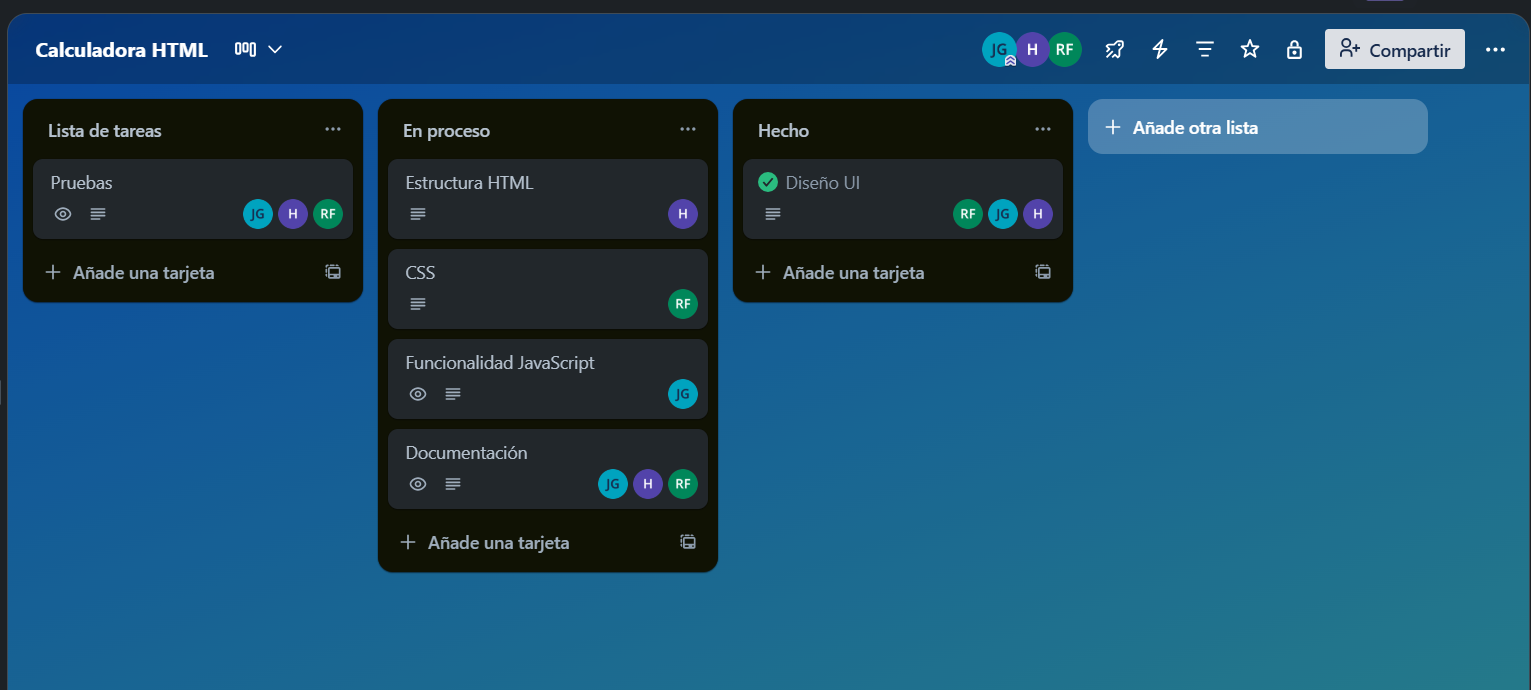 Calculadora HTML
JG H RF
Compartir
Lista de tareas
Pruebas
JG H RF
Añade una tarjeta
En proceso
Estructura HTML
H
CSS
RF
Funcionalidad JavaScript
JG
Documentación
JG H RF
Añade una tarjeta
Hecho
Diseño UI
RF JG H
Añade una tarjeta
Añade otra lista